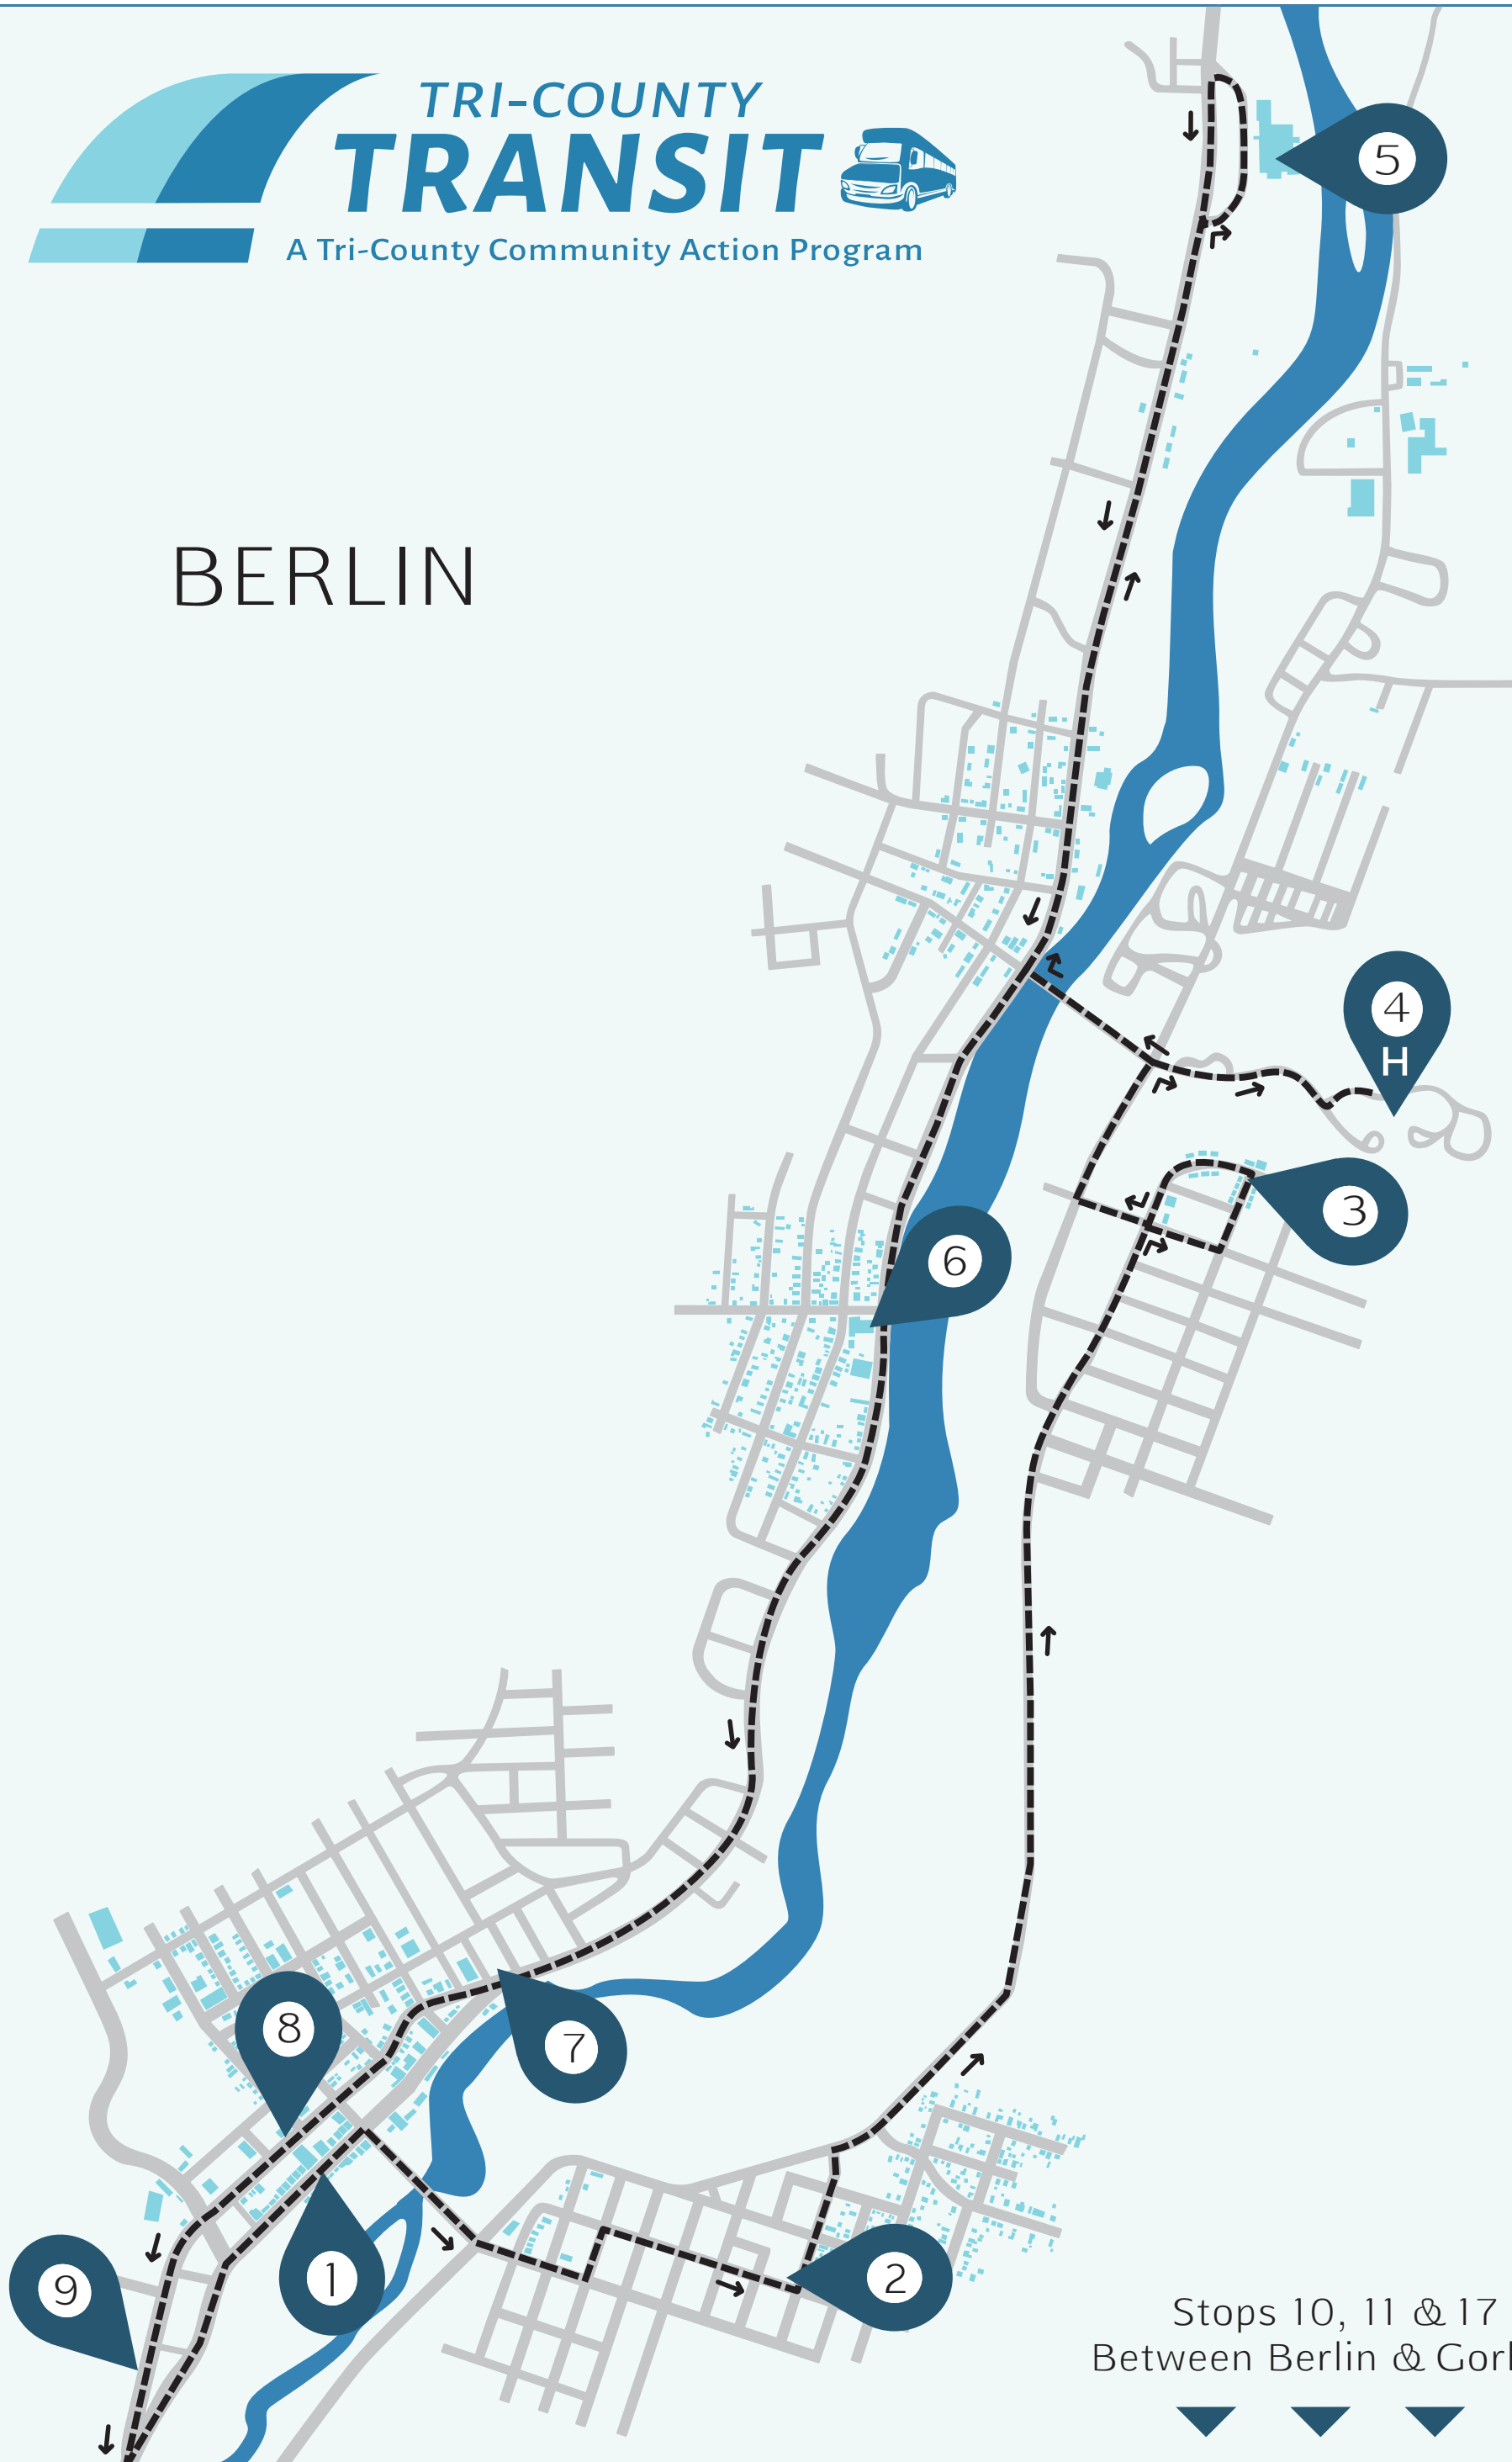 TRI-COUNTY
TRANSIT
A Tri-County Community Action Program
5
BERLIN
4
H
3
6
8
7
1
9
2
Stops 10, 11 & 17
Between Berlin &